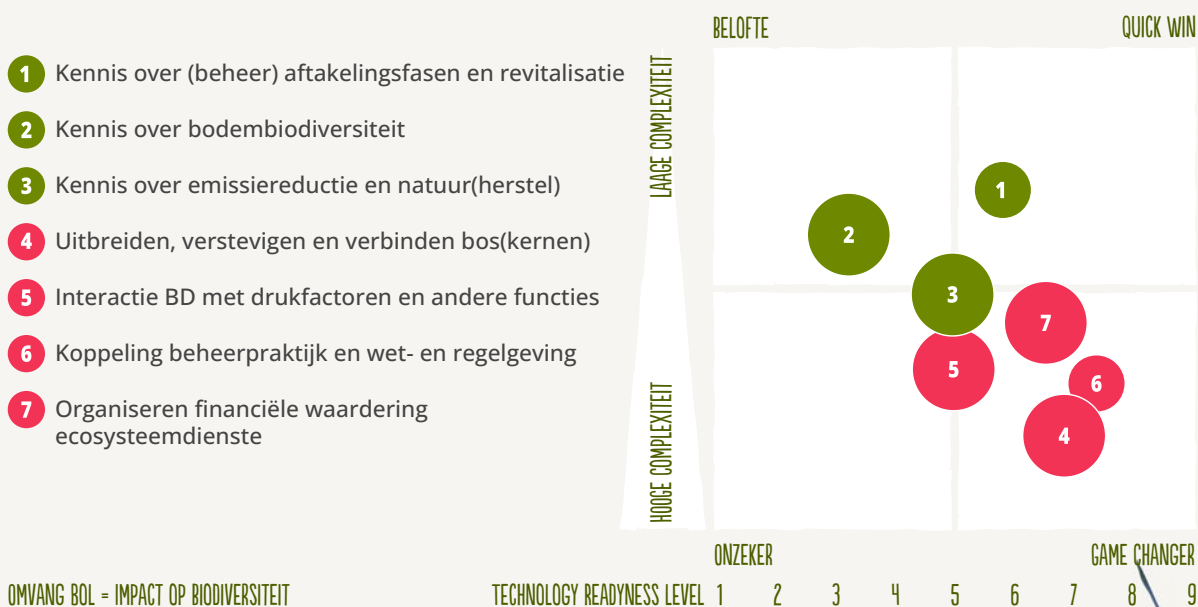 BELOFTE
QUICK WIN
1 Kennis over (beheer) aftakelingsfasen en revitalisatie
2 Kennis over bodembiodiversiteit
3 Kennis over emissiereductie en natuur(herstel)
4 Uitbreiden, verstevigen en verbinden bos(kernen)
5 Interactie BD met drukfactoren en andere functies
6 Koppeling beheerpraktijk en wet- en regelgeving
7 Organiseren financiële waardering
ecosysteemdienste
LAAGE COMPLEXITEIT
HOOGE COMPLEXITEIT
1
2
3
7
5
6
4
ONZEKER
GAME CHANGER
OMVANG BOL = IMPACT OP BIODIVERSITEIT
TECHNOLOGY READYNESS LEVEL 1 2 3 4 5 6 7 8 9